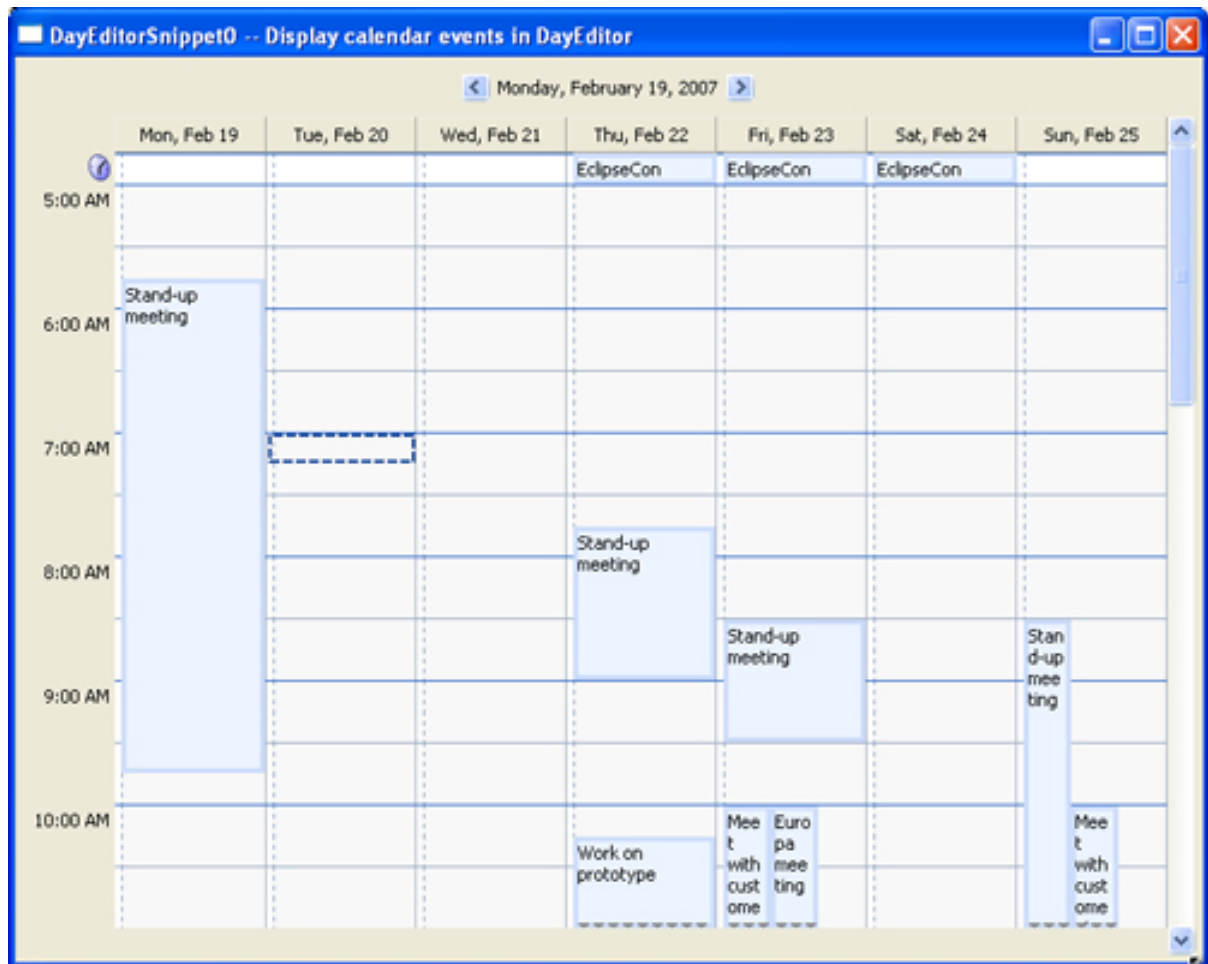 DayEditorSnippet0 -- Display calendar events in DayEditor
Monday, February 19, 2007
Mon, Feb 19 Tue, Feb 20 Wed, Feb 21 Thu, Feb 22 Fri, Feb 23 Sat, Feb 24 Sun, Feb 25
EclipseCon EclipseCon EclipseCon
5:00 AM
Stand-up
meeting
6:00 AM
7:00 AM
Stand-up
meeting
8:00 AM
Stand-up
meeting
Stan
d-up
mee
ting
9:00 AM
10:00 AM
Work on
prototype
Mee
t
with
cust
ome
Euro
pa
mee
ting
Mee
t
with
cust
ome